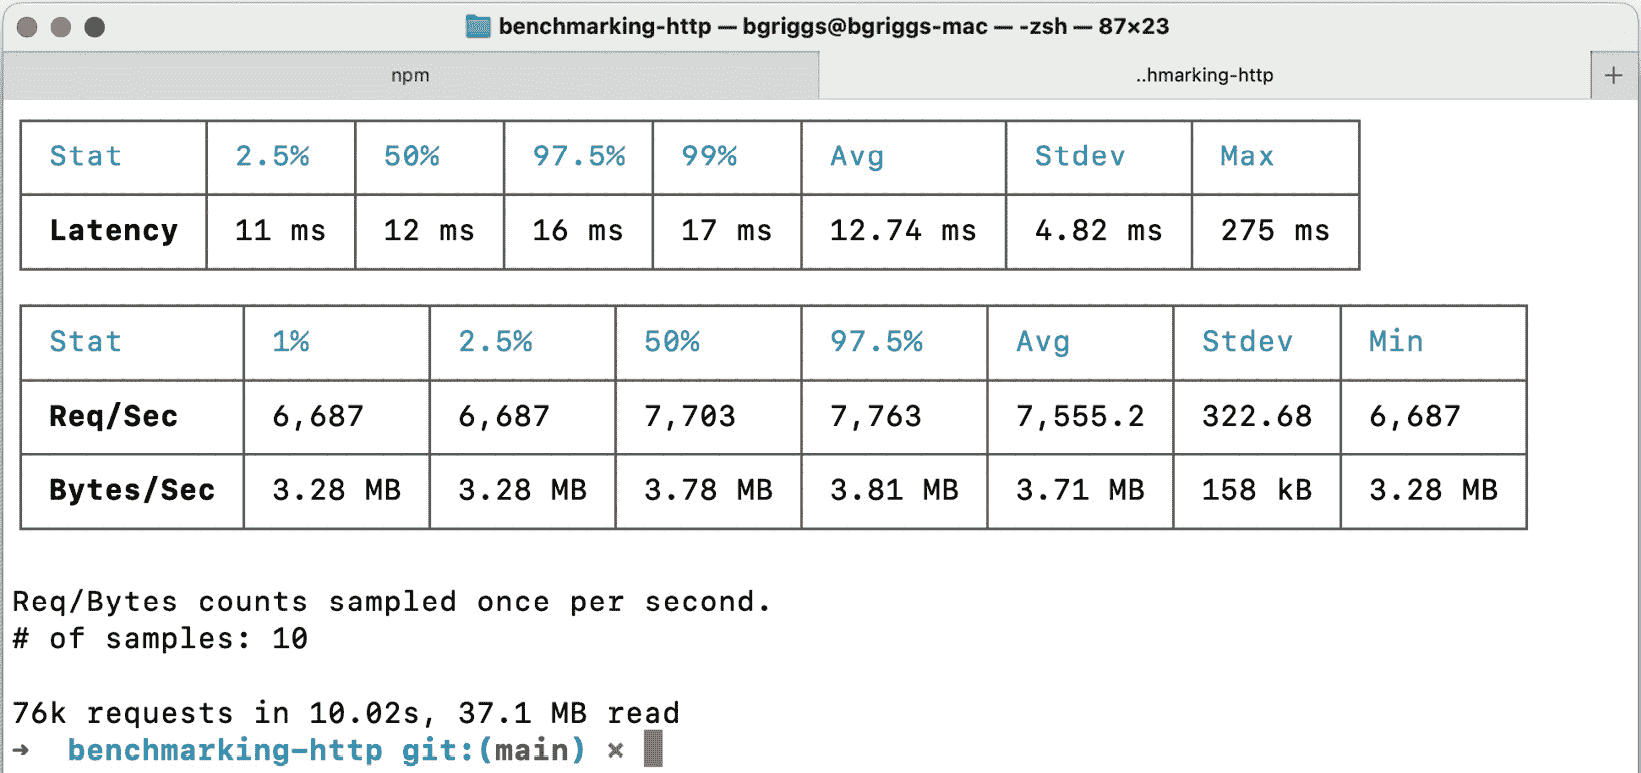 benchmarking-http — bgriggs@bgriggs-mac — -zsh — 87×23
npm ..hmarking-http +
Stat 2.5% 50% 97.5% 99% Avg Stdev Max
Latency 11 ms 12 ms 16 ms 17 ms 12.74 ms 4.82 ms 275 ms
Stat 1% 2.5% 50% 97.5% Avg Stdev Min
Req/Sec 6,687 6,687 7,703 7,763 7,555.2 322.68 6,687
Bytes/Sec 3.28 MB 3.28 MB 3.78 MB 3.81 MB 3.71 MB 158 kB 3.28 MB
Req/Bytes counts sampled once per second.
# of samples: 10
76k requests in 10.02s, 37.1 MB read
➜ benchmarking-http git:(main) ×